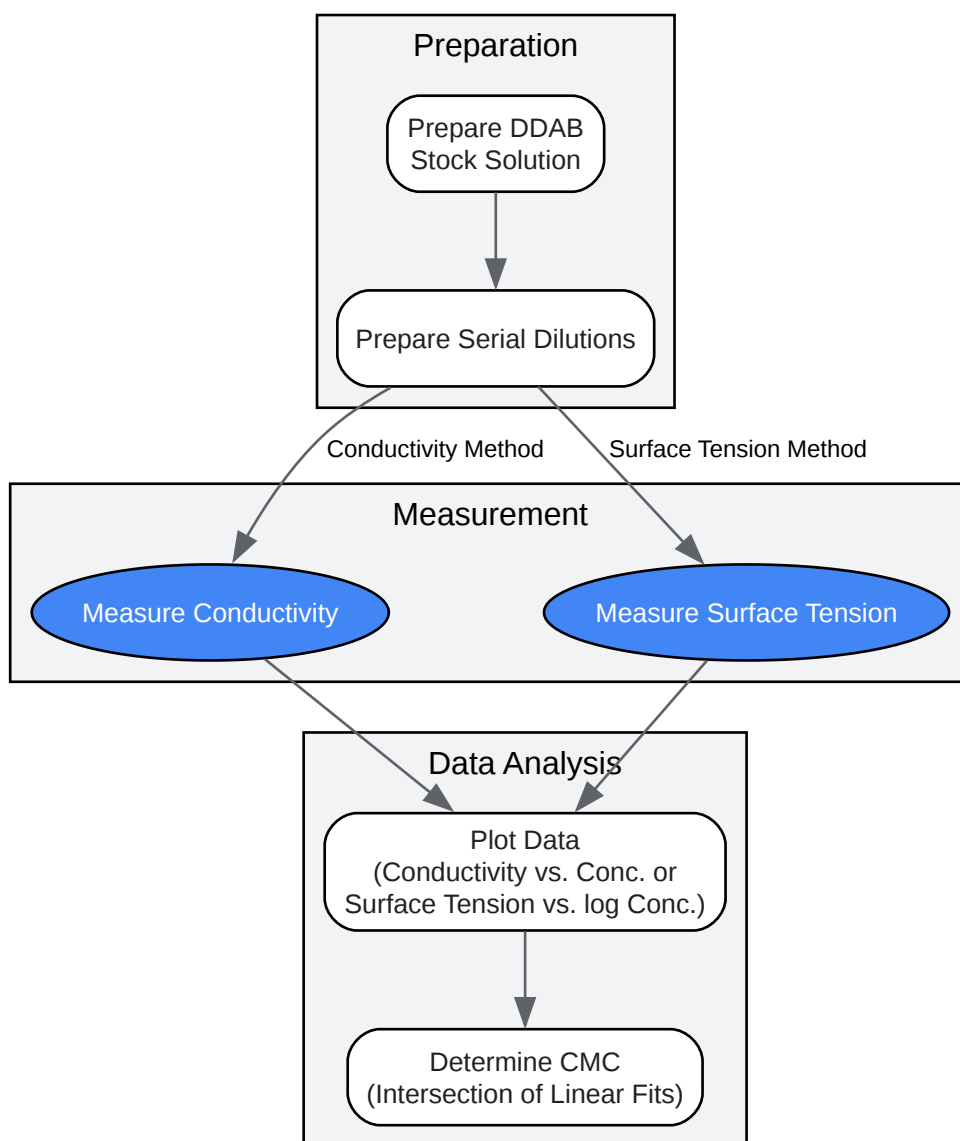 Preparation
Prepare DDAB
Stock Solution
Prepare Serial Dilutions
Conductivity Method
Surface Tension Method
Measurement
Measure Conductivity
Measure Surface Tension
Data Analysis
Plot Data
(Conductivity vs. Conc. or
Surface Tension vs. log Conc.)
Determine CMC
(Intersection of Linear Fits)